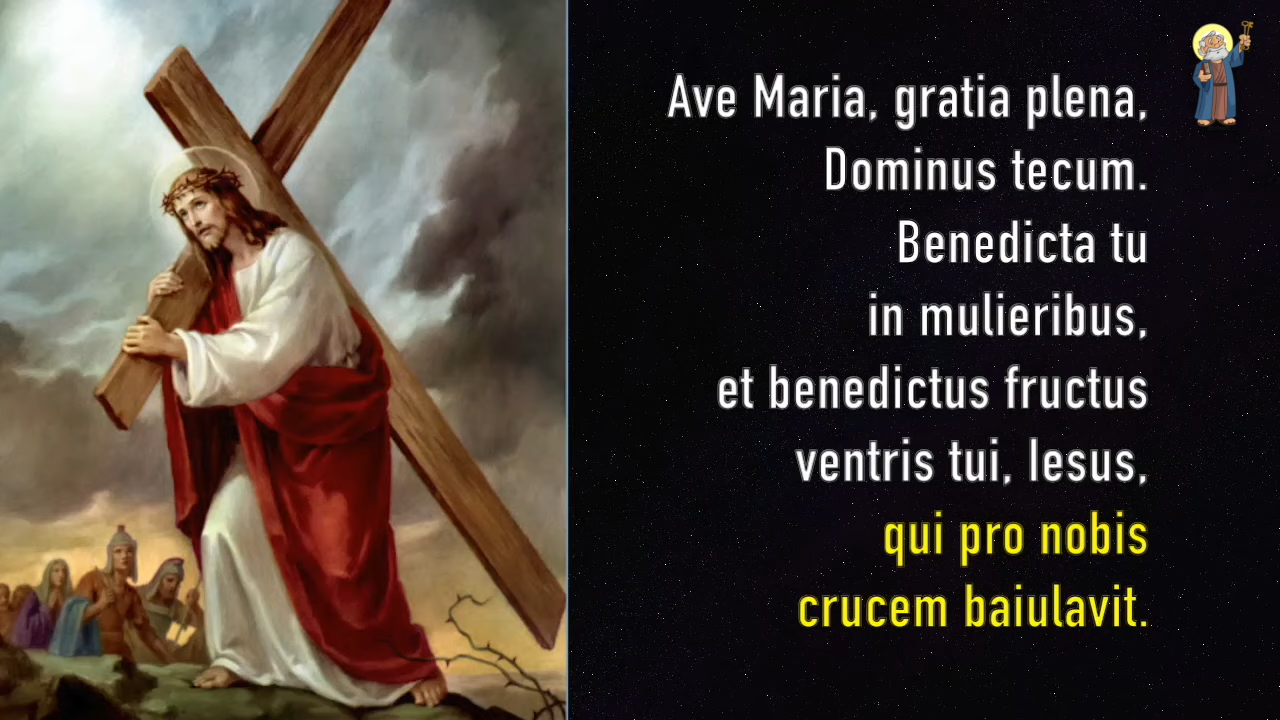 Ave Maria, gratia plena,
Dominus tecum.
Benedicta tu
in mulieribus,
et benedictus fructus
ventris tui, Iesus,
qui pro nobis
crucem baiulavit.